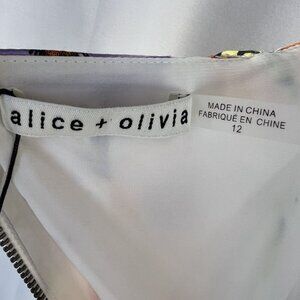 alice + olivia
MADE IN CHINA
FABRIQUÉ EN CHINE
12